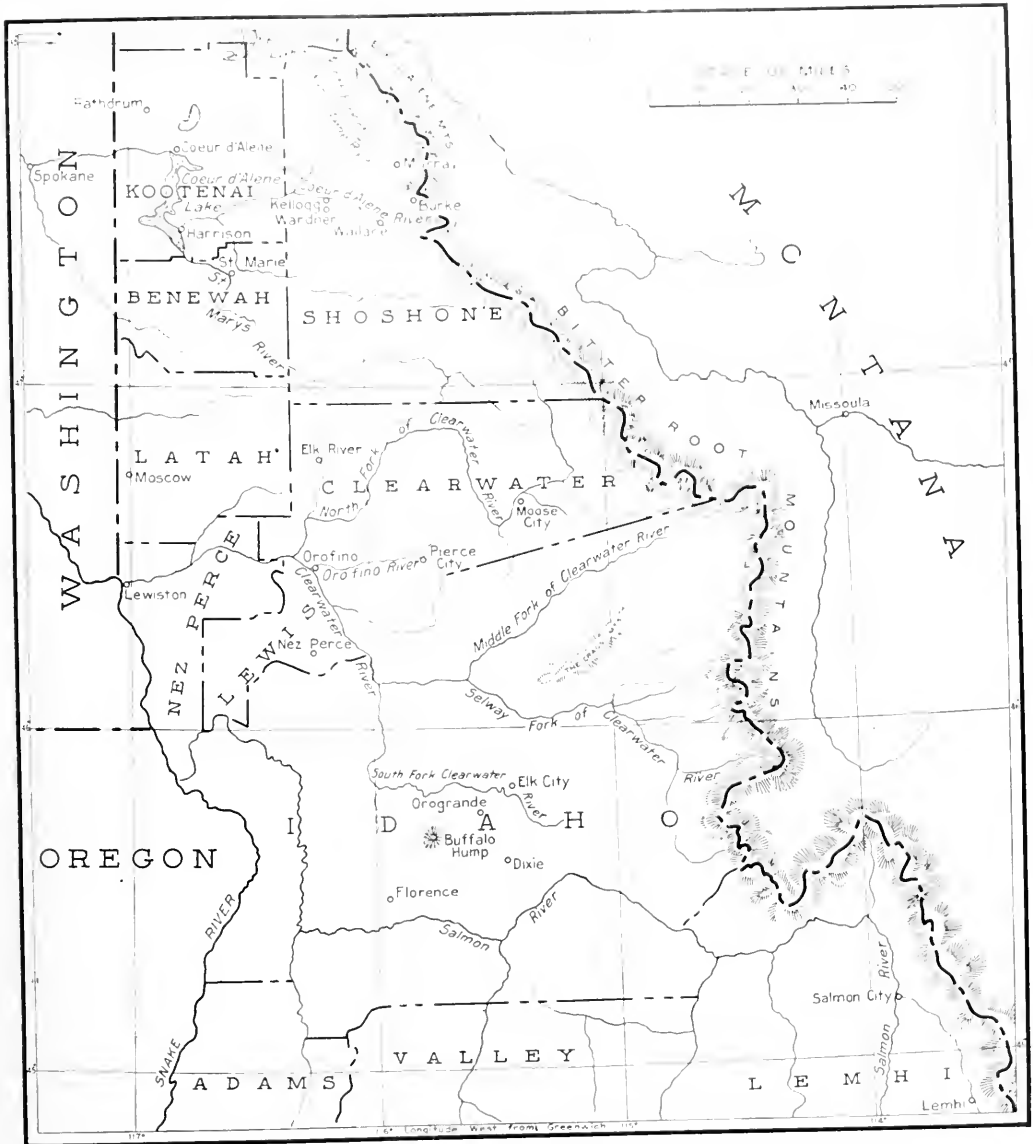 SCALE OF MILES
Rathdrum
Coeur d'Alene
Spokane
Coeur d'Alene
Lake
KOOTENAI
Harrison
Coeur d'Alene River
Kellogg
Wardner
Wallace
Murray
Burke
St Marie
BENEWAH
St
Marys
River
SHOSHONE
WASHINGTON
MONTANA
BITTER ROOT
MOUNTAINS
Missoula
LATAH
Moscow
Elk River
CLEARWATER
North Fork of Clearwater
River
Moose
City
Orofino
Orofino River
Pierce
City
Lewiston
Clearwater
River
NEZ PERCE
LEWIS
Nez Perce
Middle Fork of Clearwater River
Selway
Fork of Clearwater
River
South Fork Clearwater
River
Elk City
Orogrande
IDAHO
Buffalo
Hump
Dixie
Florence
OREGON
SNAKE RIVER
Salmon
River
Salmon City
Salmon River
ADAMS
VALLEY
LEMHI
Lemhi
117°
Longitude West from Greenwich
115°
114°